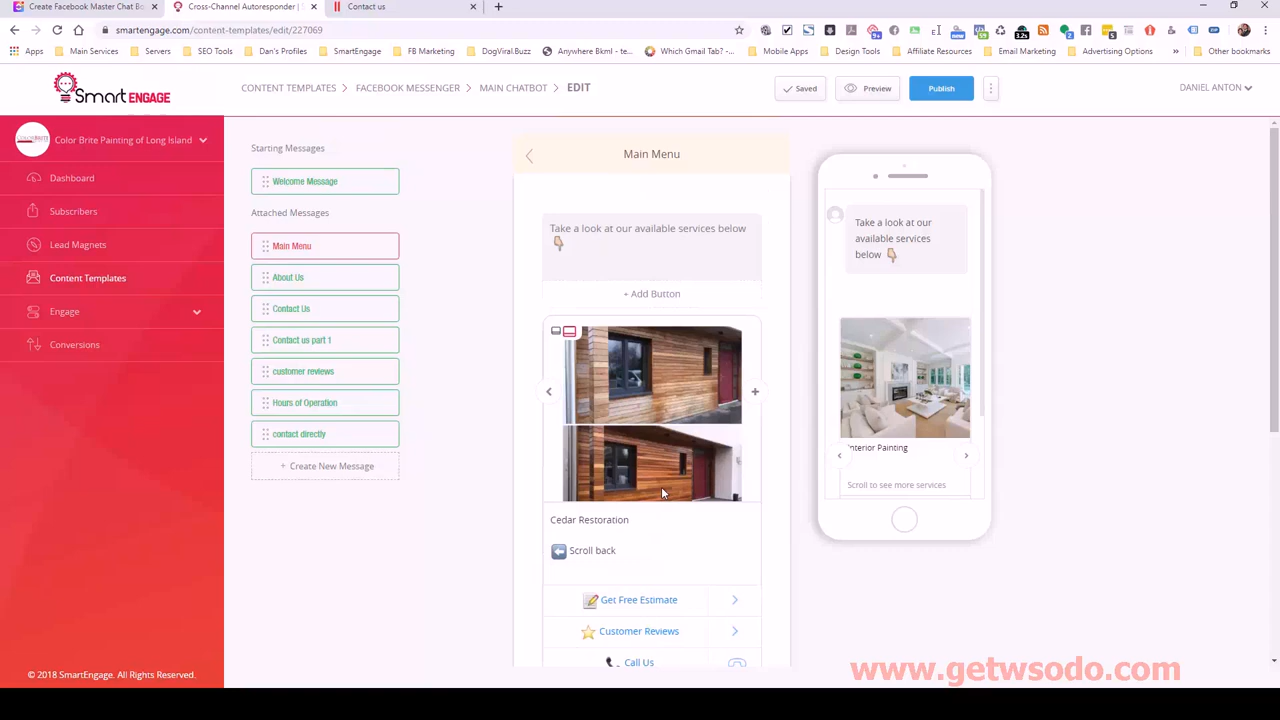 Create Facebook Master Chat Bo
Cross-Channel Autoresponder |
Contact us
smartengage.com/content-templates/edit/227069
Apps
Main Services
Servers
SEO Tools
Dan's Profiles
SmartEngage
FB Marketing
DogViral.Buzz
Anywhere Bkml - te...
Which Gmail Tab? -...
Mobile Apps
Design Tools
Affiliate Resources
Email Marketing
Advertising Options
Other bookmarks
Smart ENGAGE
CONTENT TEMPLATES > FACEBOOK MESSENGER > MAIN CHATBOT > EDIT
Saved
Preview
Publish
DANIEL ANTON
Color Brite Painting of Long Island
Dashboard
Subscribers
Lead Magnets
Content Templates
Engage
Conversions
© 2018 SmartEngage. All Rights Reserved.
Starting Messages
Welcome Message
Attached Messages
Main Menu
About Us
Contact Us
Contact us part 1
customer reviews
Hours of Operation
contact directly
+ Create New Message
Main Menu
Take a look at our available services below
+ Add Button
Cedar Restoration
Scroll back
Get Free Estimate
Customer Reviews
Call Us
Take a look at our
available services
below
Interior Painting
Scroll to see more services
www.getwsodo.com